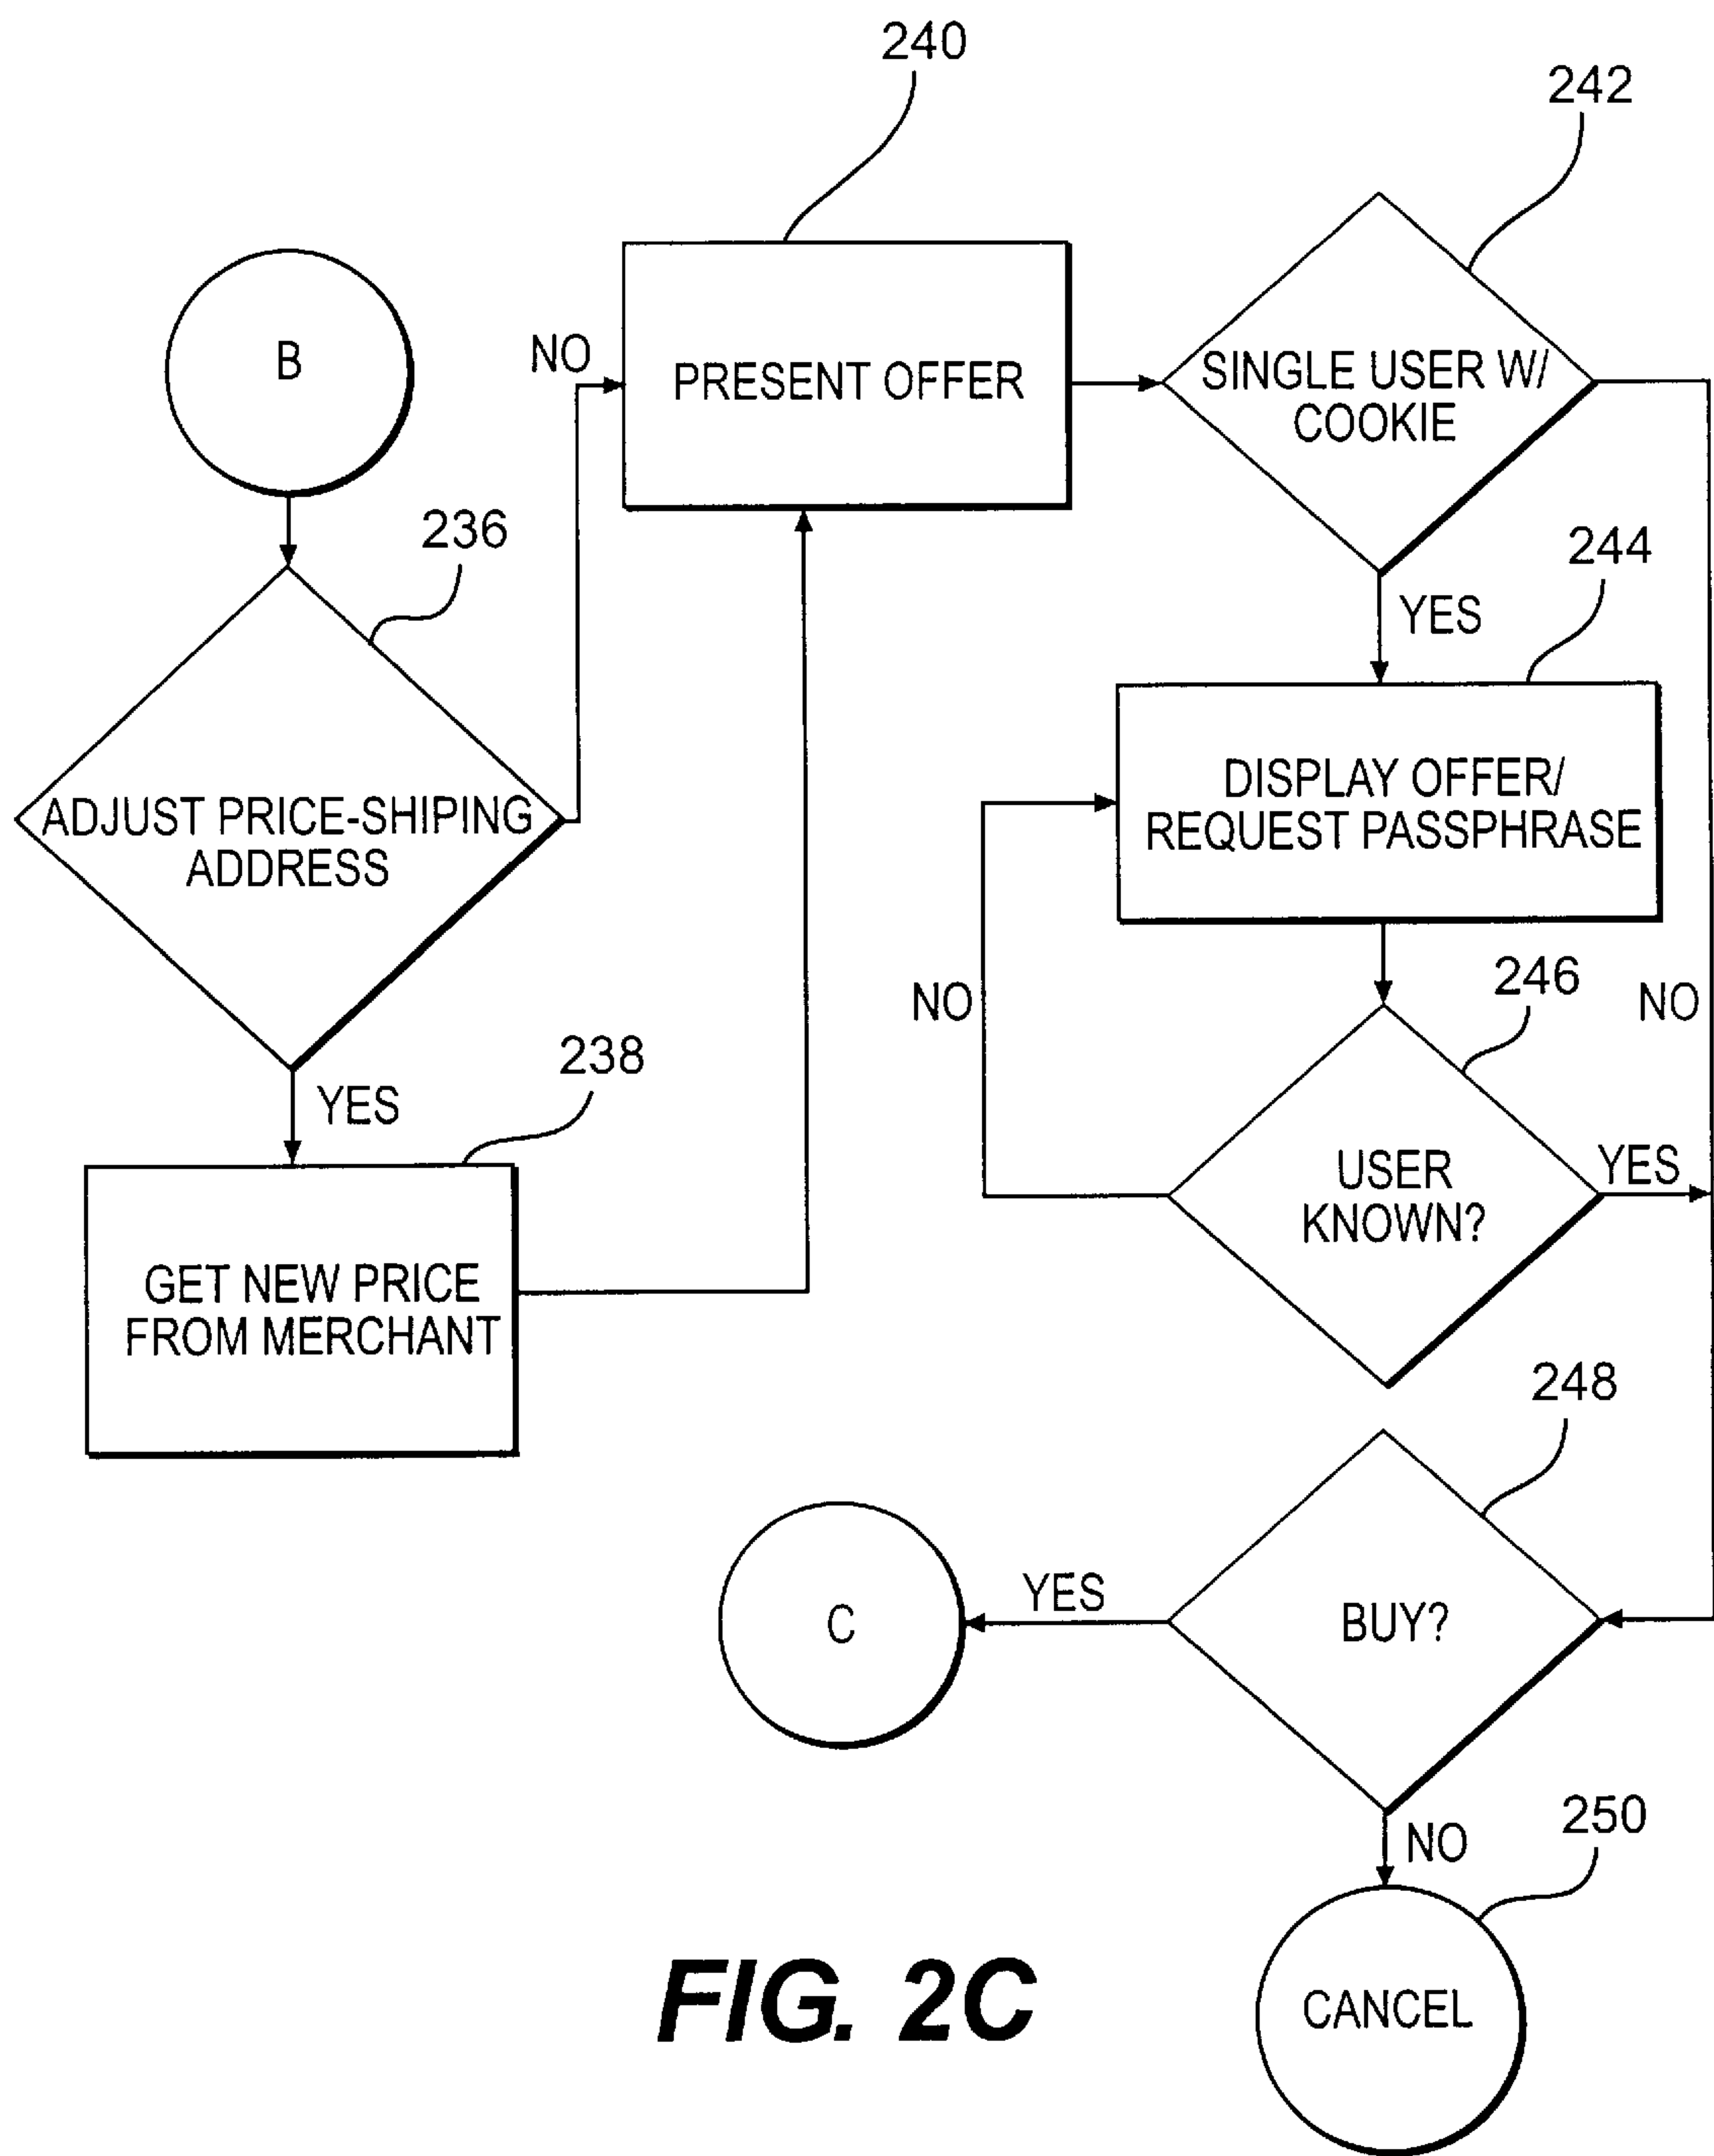 240
242
B
NO
PRESENT OFFER
SINGLE USER W/
COOKIE
236
244
YES
ADJUST PRICE-SHIPING
ADDRESS
DISPLAY OFFER/
REQUEST PASSPHRASE
246
NO
NO
238
YES
USER
KNOWN?
YES
GET NEW PRICE
FROM MERCHANT
248
YES
C
BUY?
250
NO
CANCEL
FIG. 2C